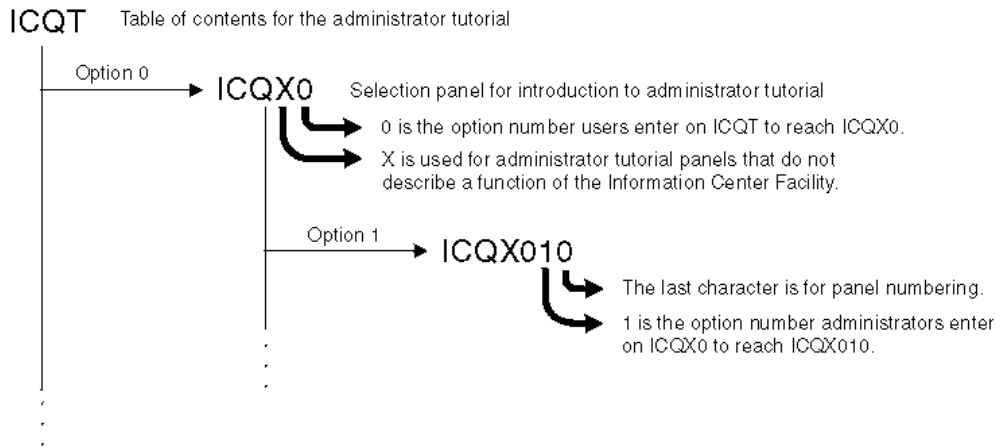 ICQT Table of contents for the administrator tutorial
Option 0
ICQX0 Selection panel for introduction to administrator tutorial
0 is the option number users enter on ICQT to reach ICQX0.
X is used for administrator tutorial panels that do not
describe a function of the Information Center Facility.
Option 1
ICQX010
The last character is for panel numbering.
1 is the option number administrators enter
on ICQX0 to reach ICQX010.